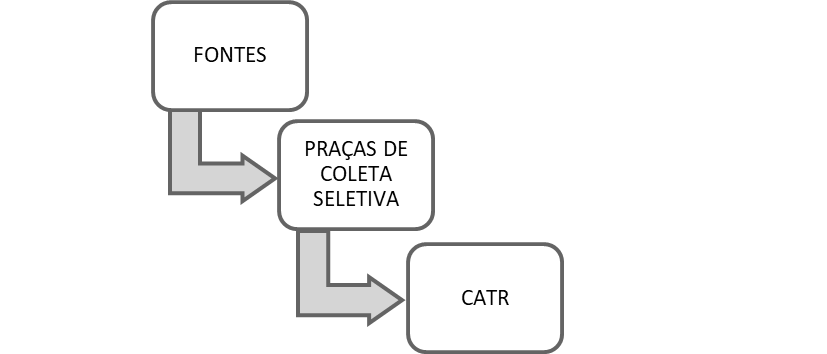 FONTES
PRAÇAS DE
COLETA
SELETIVA
CATR